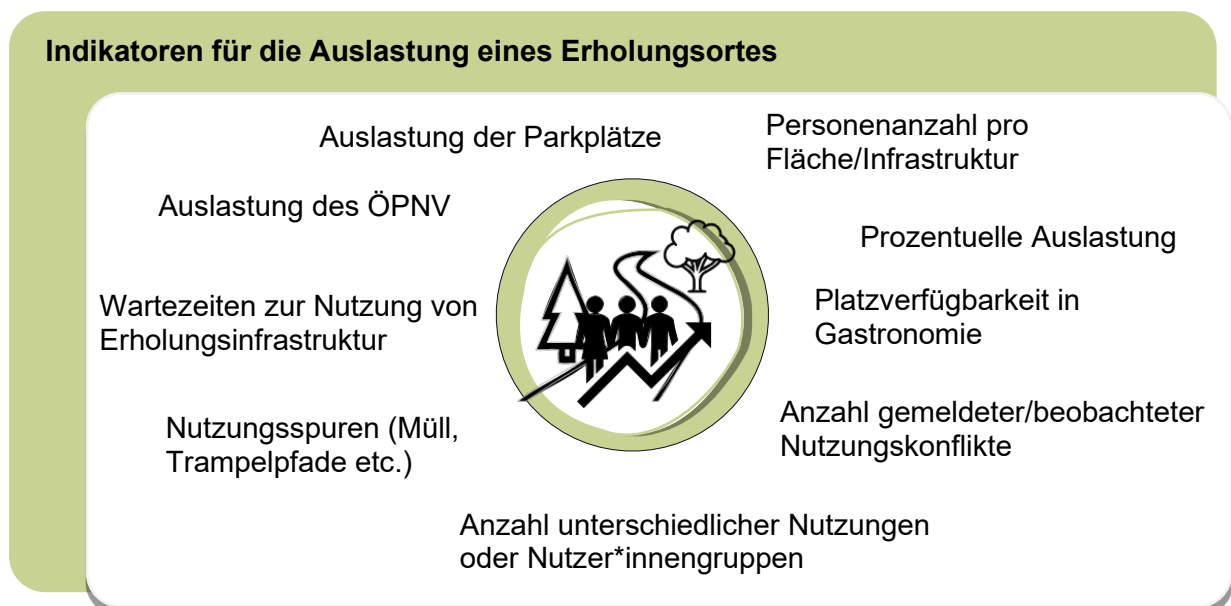 Indikatoren für die Auslastung eines Erholungsortes
Auslastung der Parkplätze
Personenanzahl pro
Fläche/Infrastruktur
Auslastung des ÖPNV
Prozentuelle Auslastung
Wartezeiten zur Nutzung von
Erholungsinfrastruktur
Platzverfügbarkeit in
Gastronomie
Nutzungsspuren (Müll,
Trampelpfade etc.)
Anzahl gemeldeter/beobachteter
Nutzungskonflikte
Anzahl unterschiedlicher Nutzungen
oder Nutzer*innengruppen